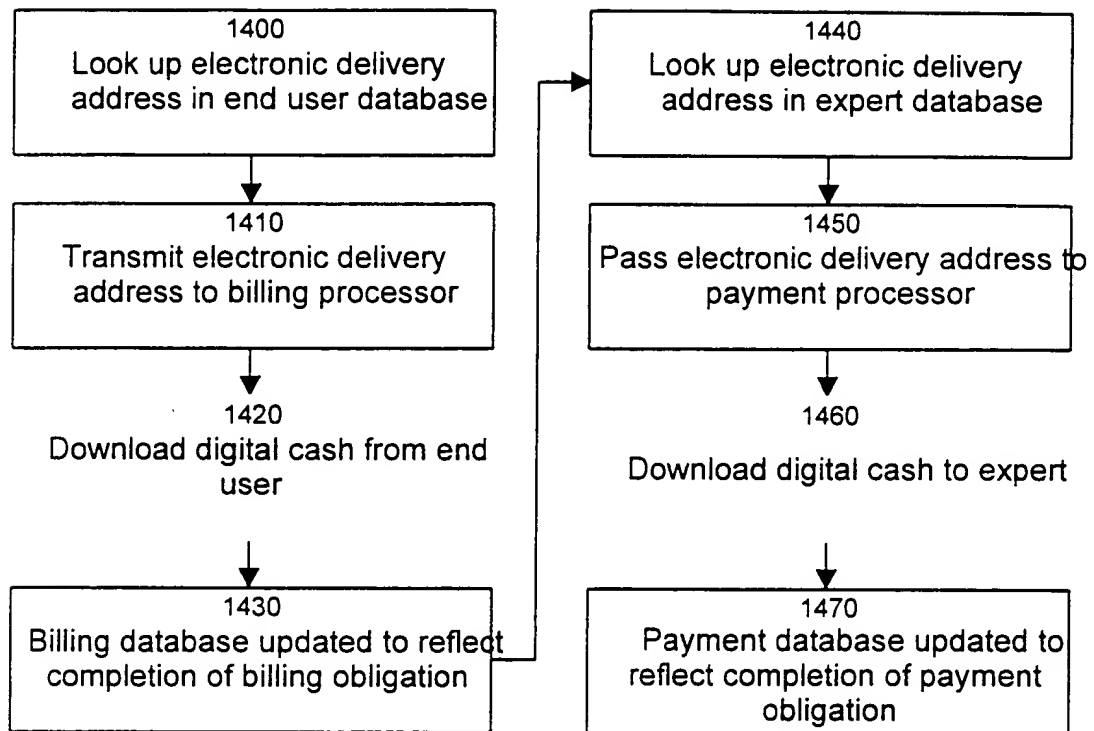 1400
Look up electronic delivery
address in end user database
1410
Transmit electronic delivery
address to billing processor
1420
Download digital cash from end
user
1430
Billing database updated to reflect
completion of billing obligation
1440
Look up electronic delivery
address in expert database
1450
Pass electronic delivery address to
payment processor
1460
Download digital cash to expert
1470
Payment database updated to
reflect completion of payment
obligation